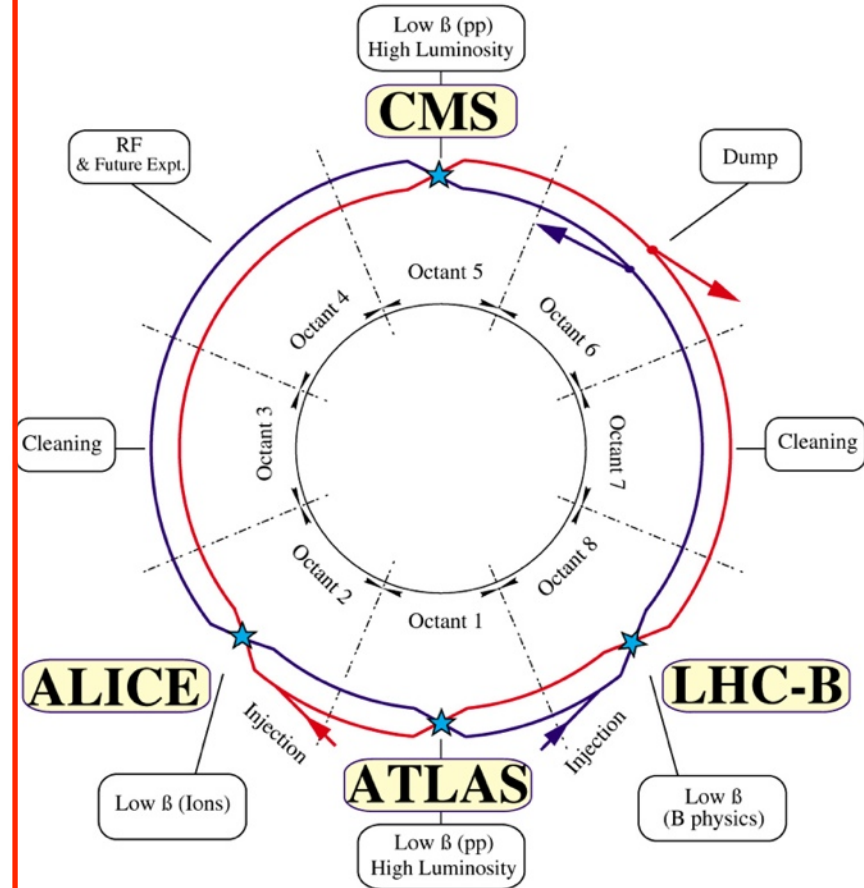 Low ß (pp)
High Luminosity
CMS
RF
& Future Expt.
Dump
Octant 5
Octant 4
Octant 6
Cleaning
Octant 3
Octant 7
Cleaning
Octant 2
Octant 8
Octant 1
ALICE
LHC-B
Injection
Injection
ATLAS
Low ß (Ions)
Low ß
(B physics)
Low ß (pp)
High Luminosity